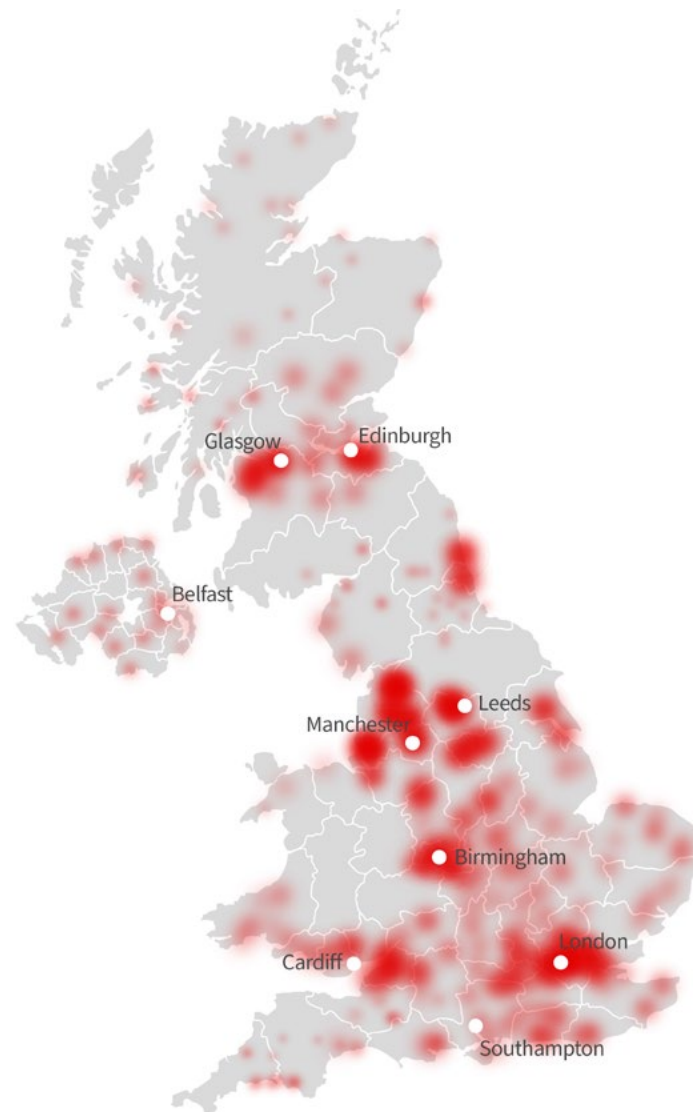 Glasgow
Edinburgh
Belfast
Leeds
Manchester
Birmingham
London
Cardiff
Southampton